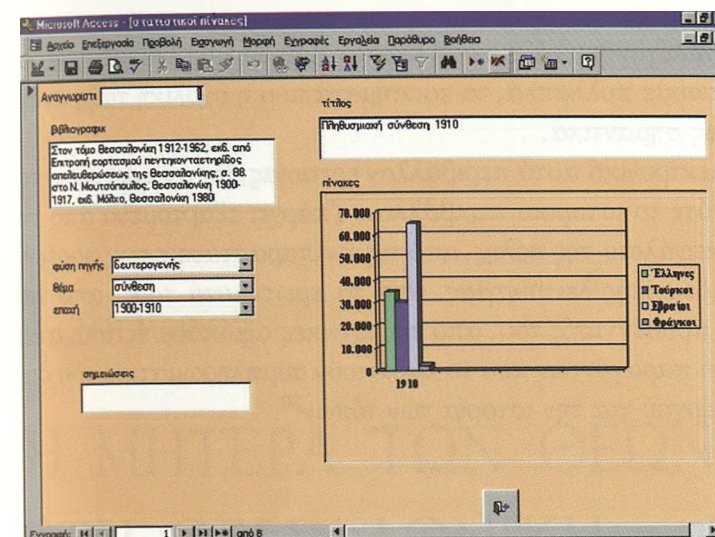 Microsoft Access - [στατιστικοί πίνακες]
Αρχείο Επεξεργασία Προβολή Εισαγωγή Μορφή Εγγραφές Εργαλεία Παράθυρο Βοήθεια
Αναγνωριστι
1
βιβλιογραφικ
Στον τόμο Θεσσαλονίκη 1912-1962, εκδ. από
Επιτροπή εορτασμού πεντηκονταετηρίδος
απελευθερώσεως της Θεσσαλονίκης, σ. 88.
στο Ν. Μουτσόπουλος, Θεσσαλονίκη 1900-
1917, εκδ. Μόλχο, Θεσσαλονίκη 1980
φύση πηγής δευτερογενής
θέμα σύνθεση
εποχή 1900-1910
σημειώσεις
τίτλος
Πληθυσμιακή σύνθεση 1910
πίνακες
70.000
60.000
50.000
40.000
30.000
20.000
10.000
0
1910
Έλληνες
Τούρκοι
Εβραίοι
Φράγκοι
Εγγραφή: 1 από 8